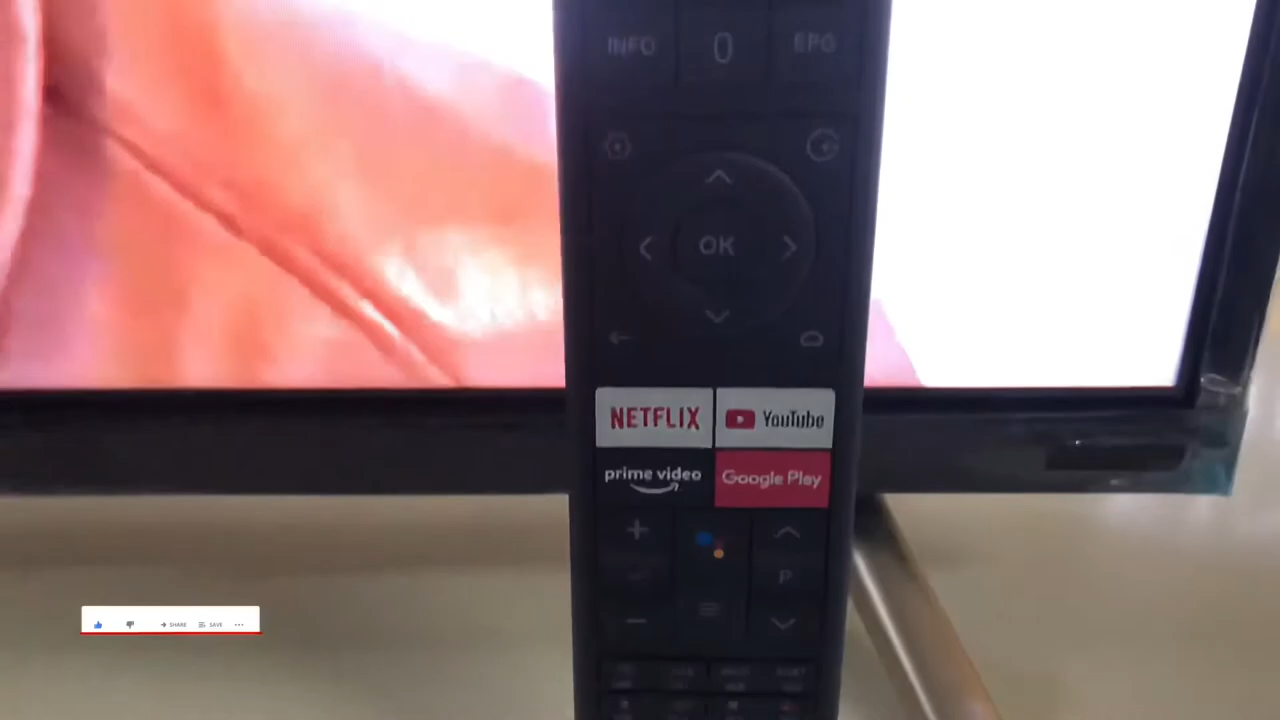 INFO 0 EPG
OK
NETFLIX YouTube
prime video Google Play
P
SHARE SAVE